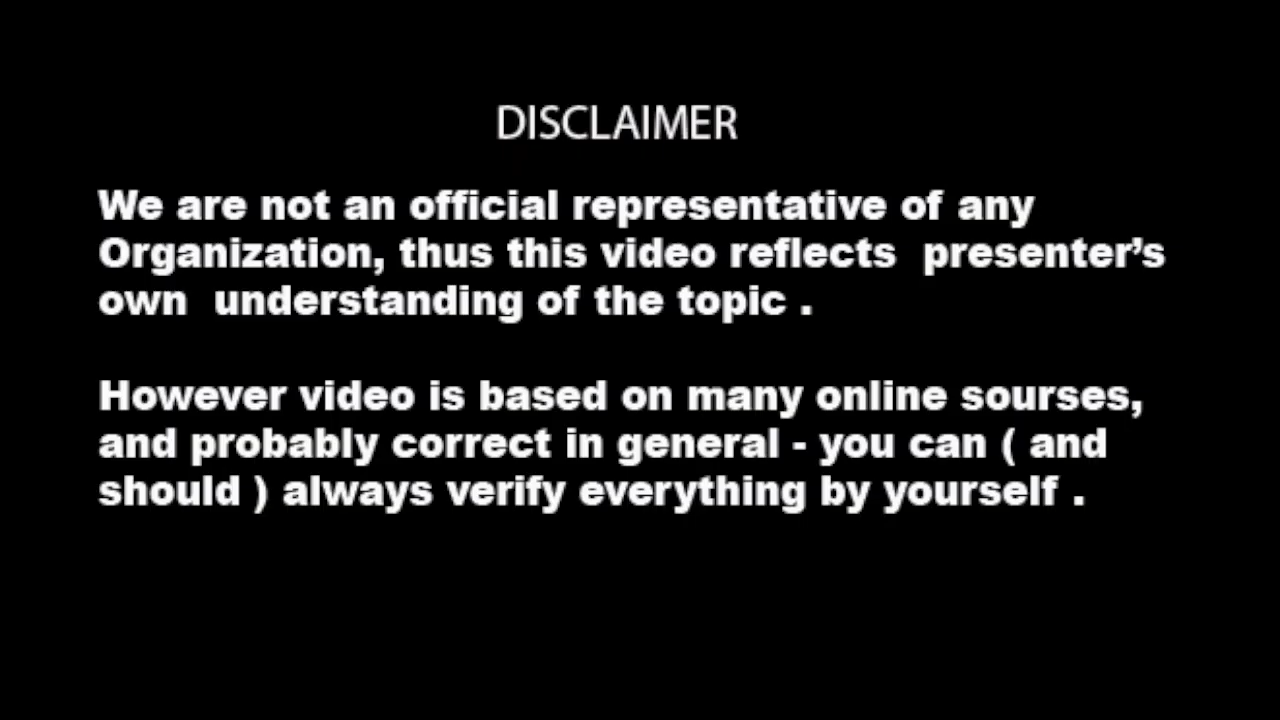 DISCLAIMER
We are not an official representative of any
Organization, thus this video reflects  presenter’s
own  understanding of the topic .
However video is based on many online sourses,
and probably correct in general - you can ( and
should ) always verify everything by yourself .